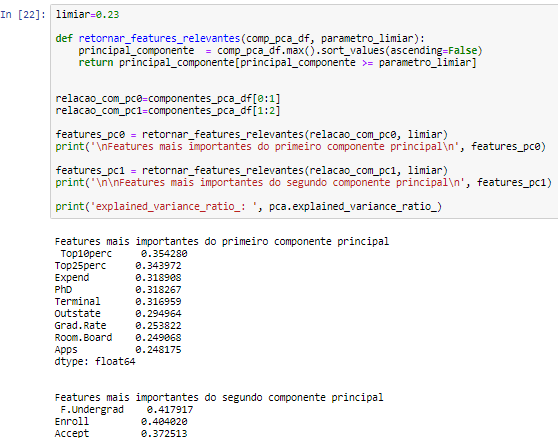 In [22]: limiar=0.23
def retornar_features_relevantes(comp_pca_df, parametro_limiar):
principal_componente  = comp_pca_df.max().sort_values(ascending=False)
return principal_componente[principal_componente >= parametro_limiar]
relacao_com_pc0=componentes_pca_df[0:1]
relacao_com_pc1=componentes_pca_df[1:2]
features_pc0 = retornar_features_relevantes(relacao_com_pc0, limiar)
print('\nFeatures mais importantes do primeiro componente principal\n', features_pc0)
features_pc1 = retornar_features_relevantes(relacao_com_pc1, limiar)
print('\n\nFeatures mais importantes do segundo componente principal\n', features_pc1)
print('explained_variance_ratio_: ', pca.explained_variance_ratio_)
Features mais importantes do primeiro componente principal
Top10perc 0.354280
Top25perc 0.343972
Expend 0.318908
PhD 0.318267
Terminal 0.316959
Outstate 0.294964
Grad.Rate 0.253822
Room.Board 0.249068
Apps 0.248175
dtype: float64
Features mais importantes do segundo componente principal
F.Undergrad 0.417917
Enroll 0.404020
Accept 0.372513